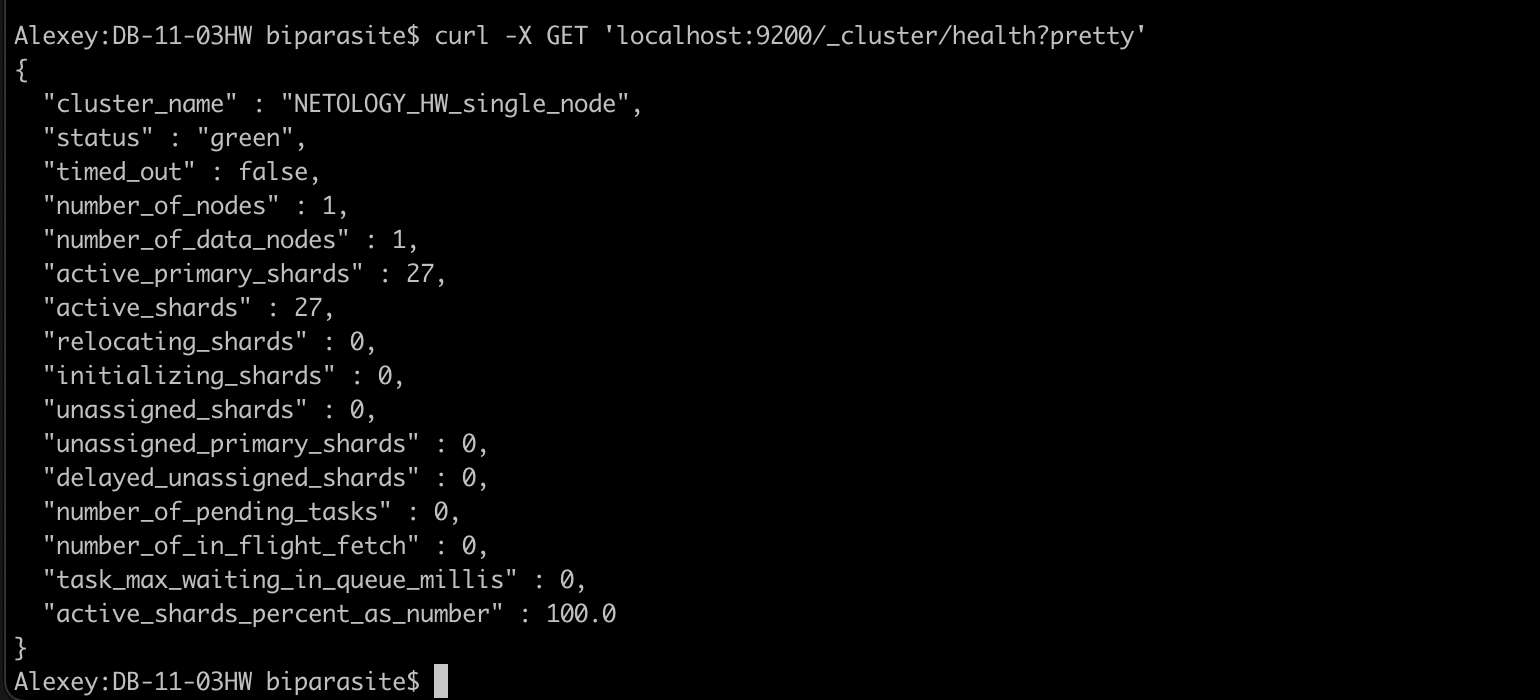 Alexey:DB-11-03HW biparasite$ curl -X GET 'localhost:9200/_cluster/health?pretty'
{
  "cluster_name" : "NETOLOGY_HW_single_node",
  "status" : "green",
  "timed_out" : false,
  "number_of_nodes" : 1,
  "number_of_data_nodes" : 1,
  "active_primary_shards" : 27,
  "active_shards" : 27,
  "relocating_shards" : 0,
  "initializing_shards" : 0,
  "unassigned_shards" : 0,
  "unassigned_primary_shards" : 0,
  "delayed_unassigned_shards" : 0,
  "number_of_pending_tasks" : 0,
  "number_of_in_flight_fetch" : 0,
  "task_max_waiting_in_queue_millis" : 0,
  "active_shards_percent_as_number" : 100.0
}
Alexey:DB-11-03HW biparasite$